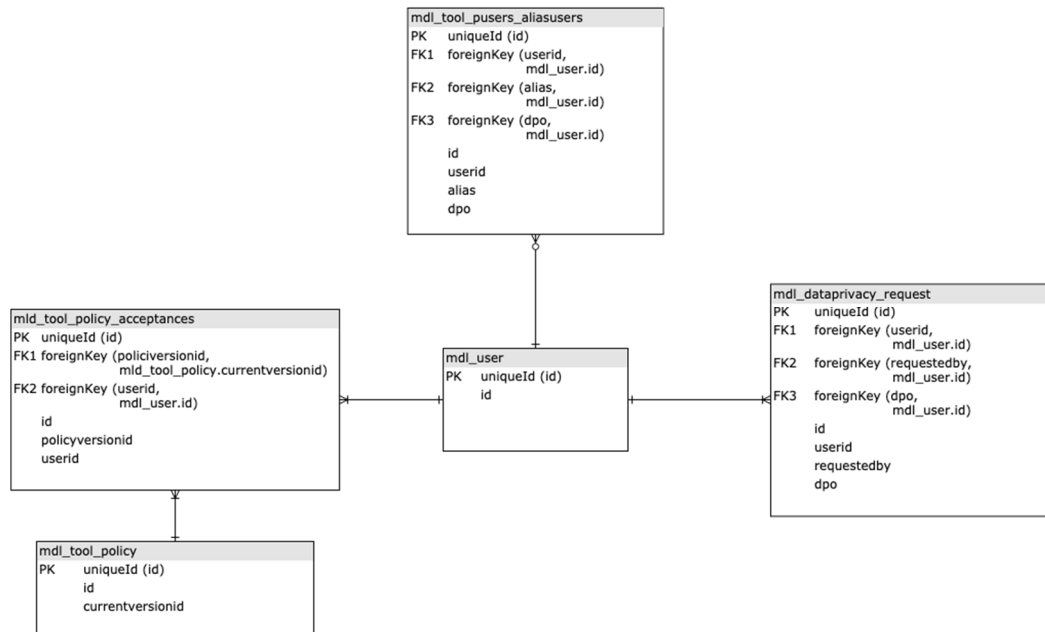 mdl_tool_pusers_aliasusers
PK uniqueId (id)
FK1 foreignKey (userid,
mdl_user.id)
FK2 foreignKey (alias,
mdl_user.id)
FK3 foreignKey (dpo,
mdl_user.id)
id
userid
alias
dpo
mld_tool_policy_acceptances
PK uniqueId (id)
FK1 foreignKey (policiversionid,
mld_tool_policy.currentversionid)
FK2 foreignKey (userid,
mdl_user.id)
id
policyversionid
userid
mdl_user
PK uniqueId (id)
id
mdl_dataprivacy_request
PK uniqueId (id)
FK1 foreignKey (userid,
mdl_user.id)
FK2 foreignKey (requestedby,
mdl_user.id)
FK3 foreignKey (dpo,
mdl_user.id)
id
userid
requestedby
dpo
mdl_tool_policy
PK uniqueId (id)
id
currentversionid